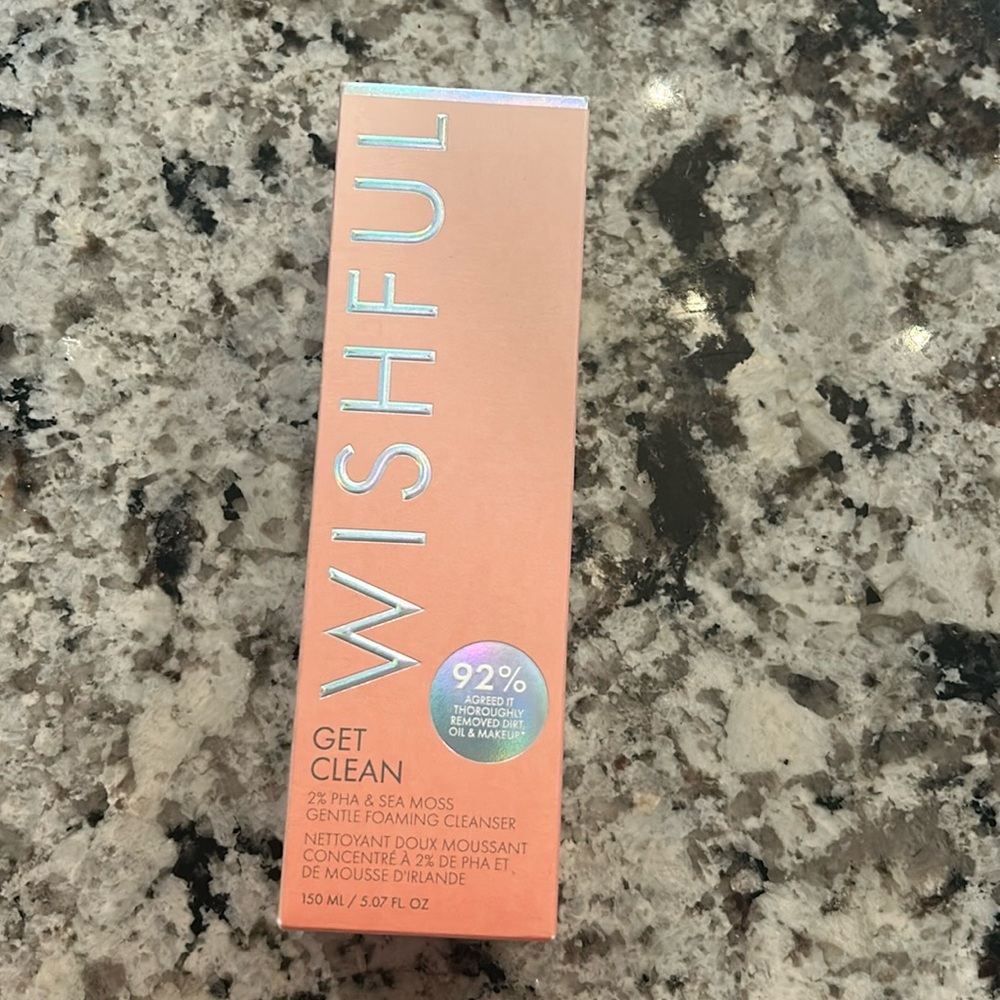 WISHFUL
92%
AGREED IT
THOROUGHLY
REMOVED DIRT,
OIL & MAKEUP*
GET
CLEAN
2% PHA & SEA MOSS
GENTLE FOAMING CLEANSER
NETTOYANT DOUX MOUSSANT
CONCENTRÉ À 2% DE PHA ET
DE MOUSSE D'IRLANDE
150 ML / 5.07 FL. OZ